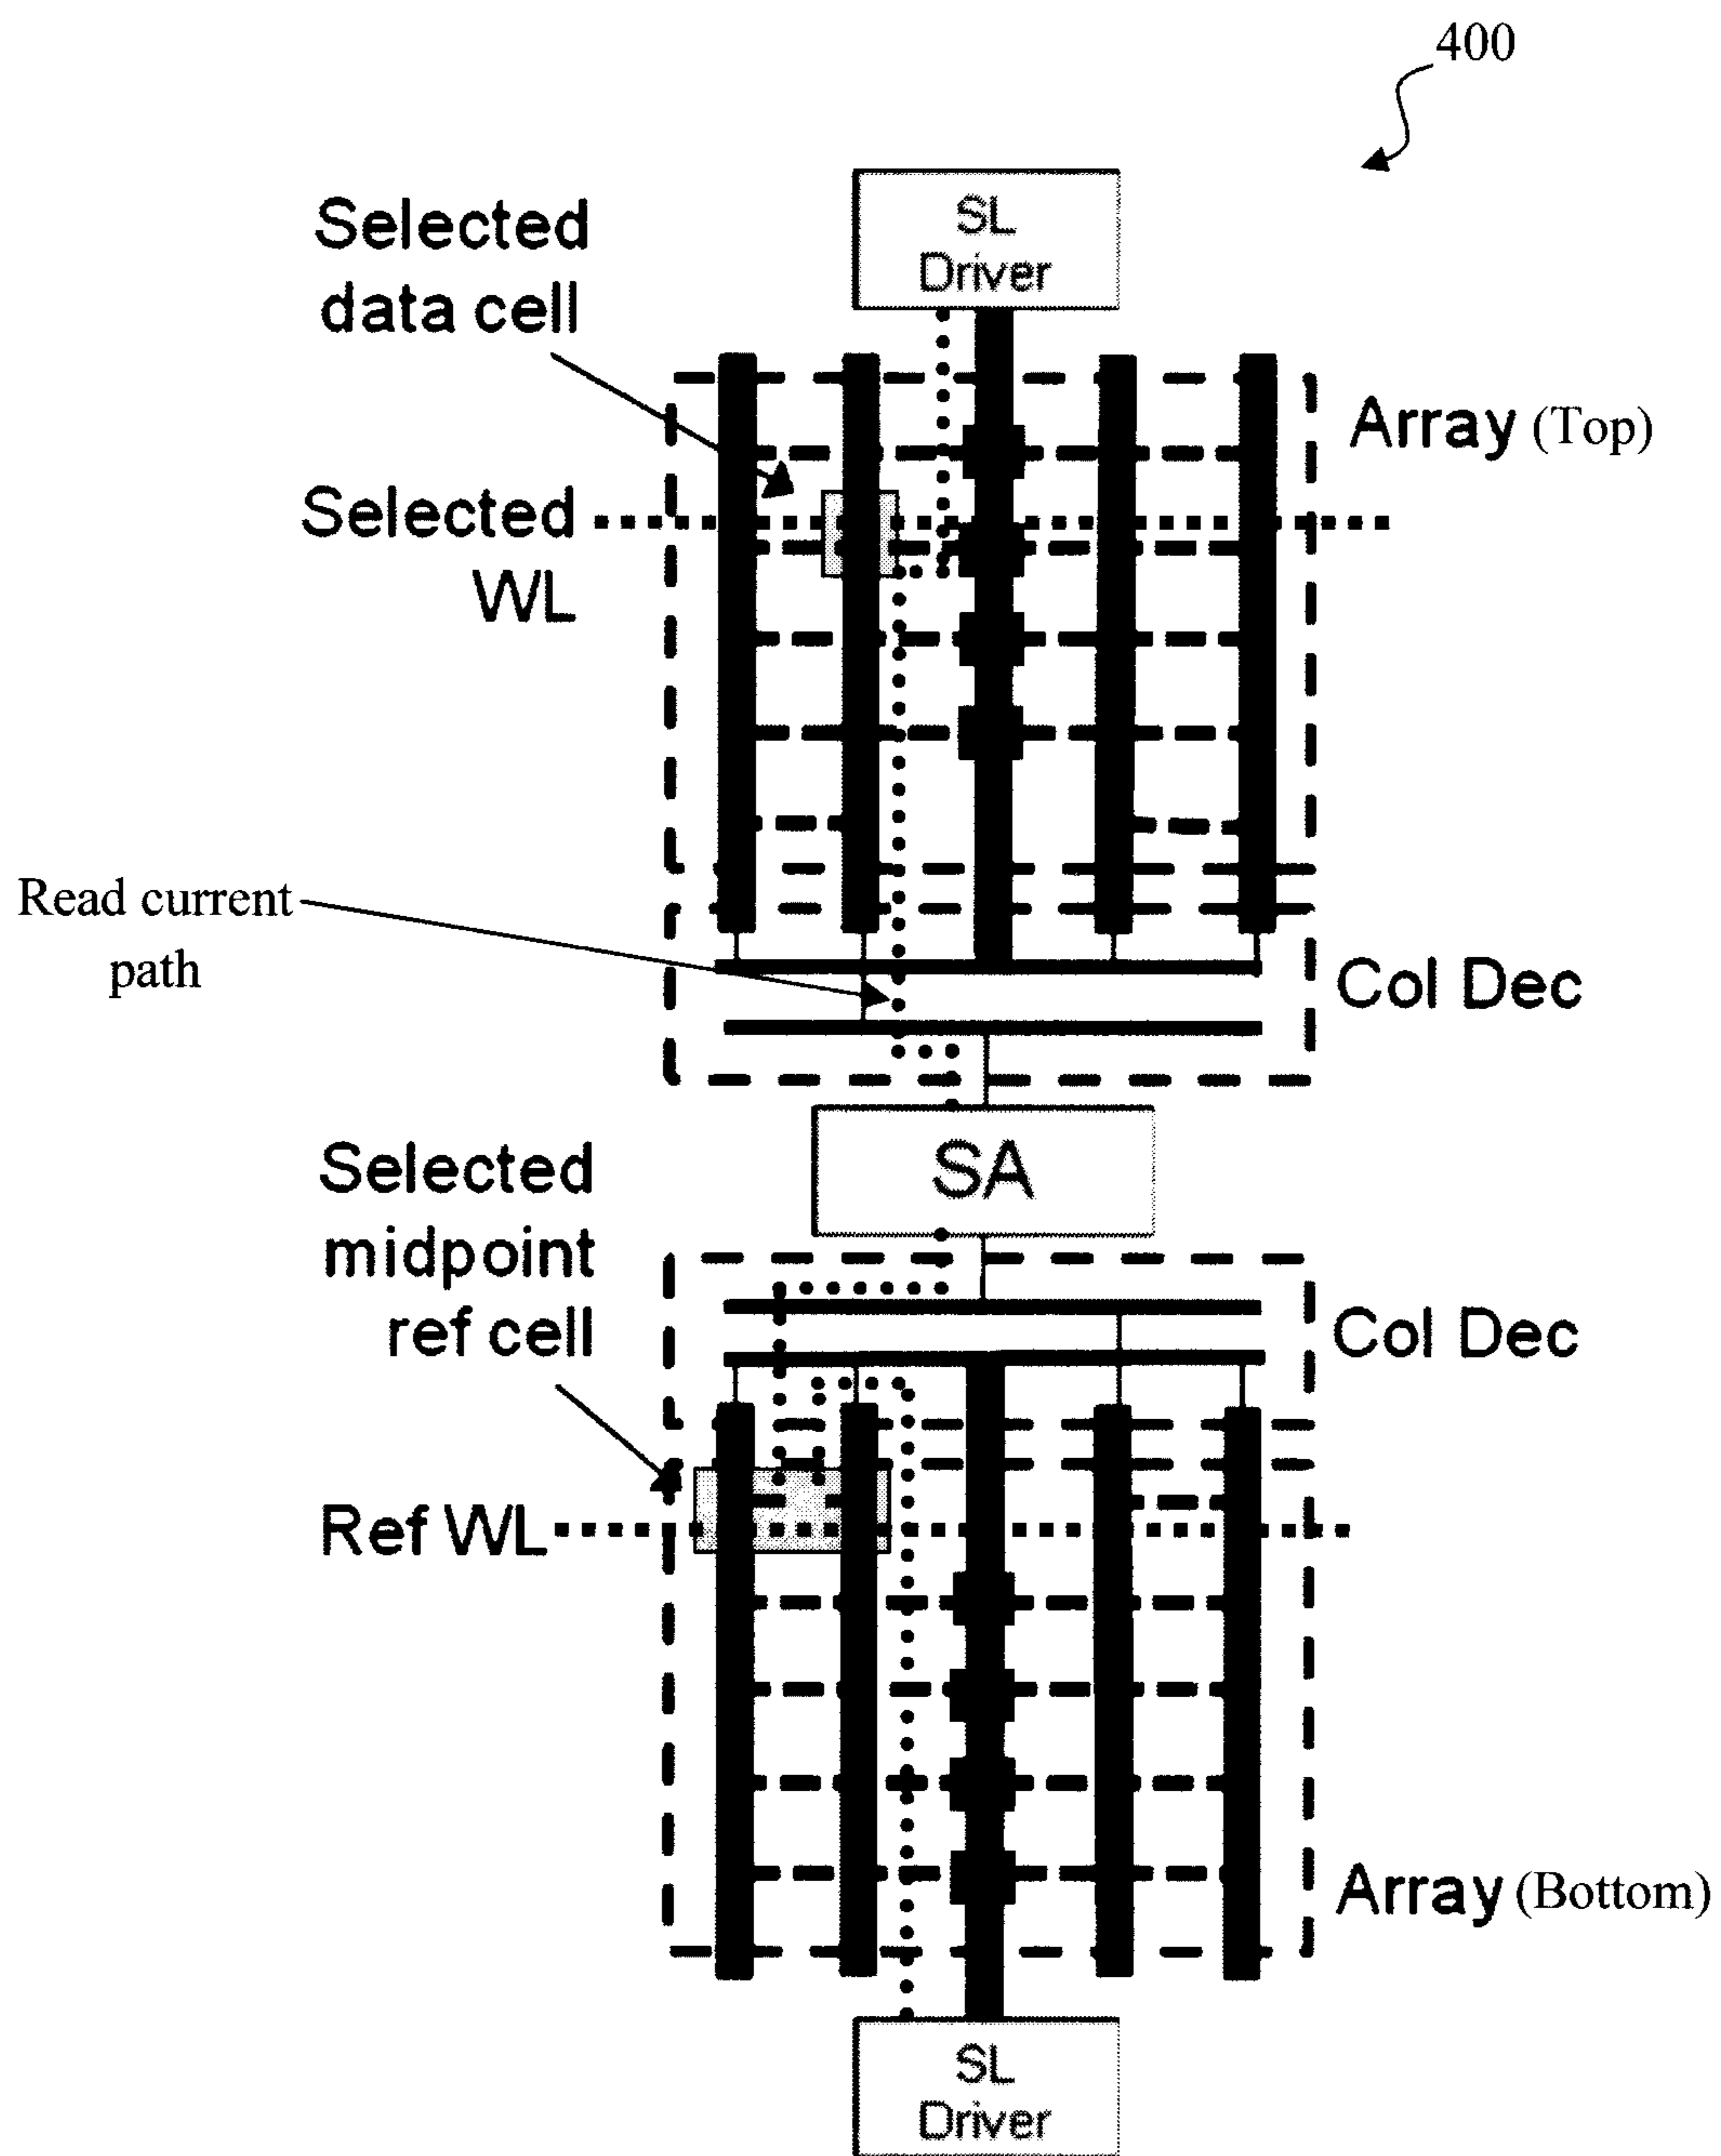 400
SL
Driver
Selected
data cell
Array (Top)
Selected
WL
Read current
path
Col Dec
SA
Selected
midpoint
ref cell
Col Dec
Ref WL
Array (Bottom)
SL
Driver